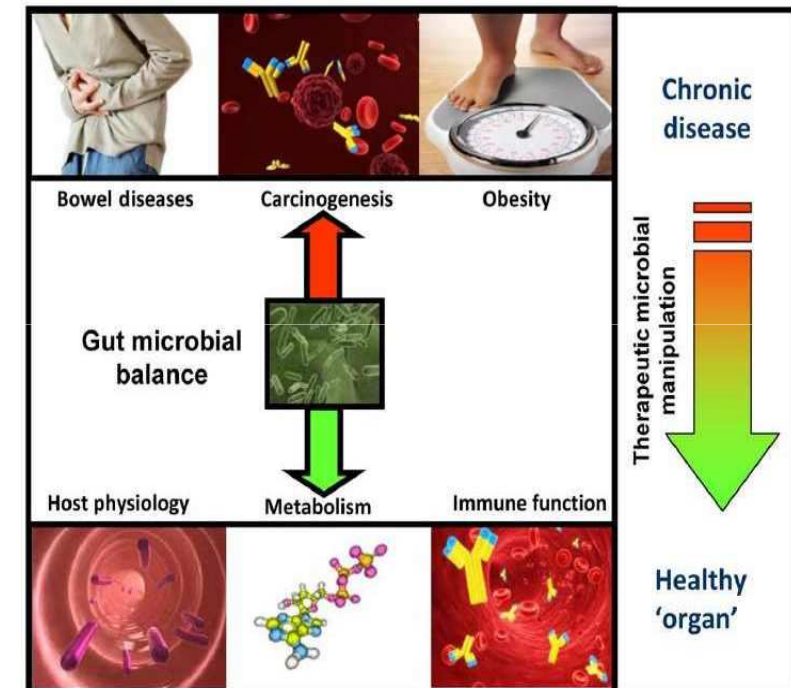 Bowel diseases
Carcinogenesis
Obesity
Chronic
disease
Gut microbial
balance
Therapeutic microbial
manipulation
Host physiology
Metabolism
Immune function
Healthy
‘organ’